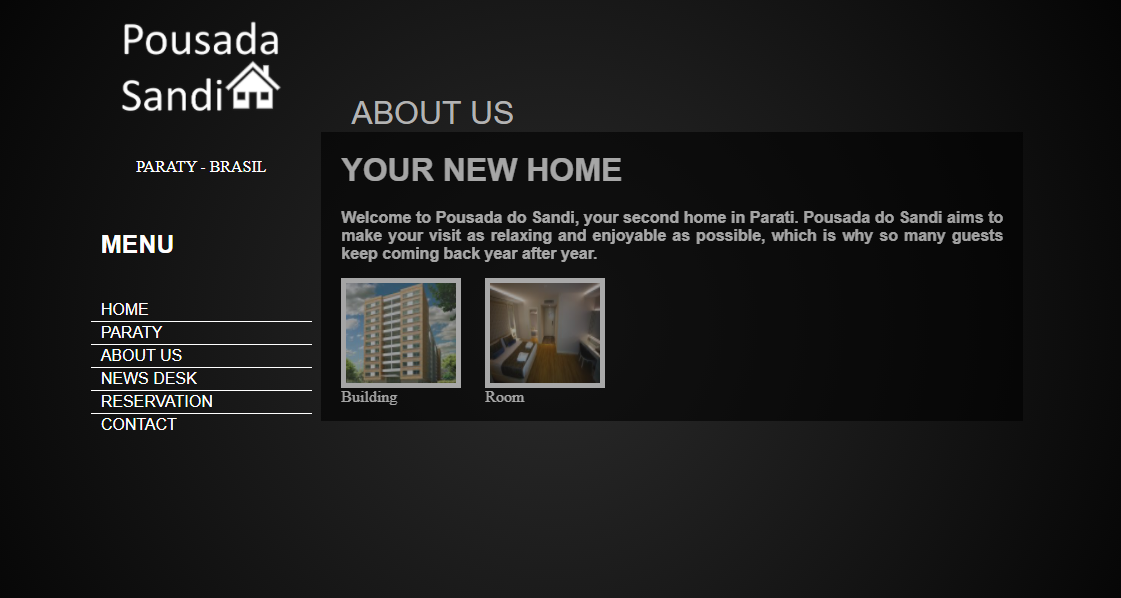 Pousada
Sandi
PARATY - BRASIL
MENU
HOME
PARATY
ABOUT US
NEWS DESK
RESERVATION
CONTACT
ABOUT US
YOUR NEW HOME
Welcome to Pousada do Sandi, your second home in Parati. Pousada do Sandi aims to
make your visit as relaxing and enjoyable as possible, which is why so many guests
keep coming back year after year.
Building
Room